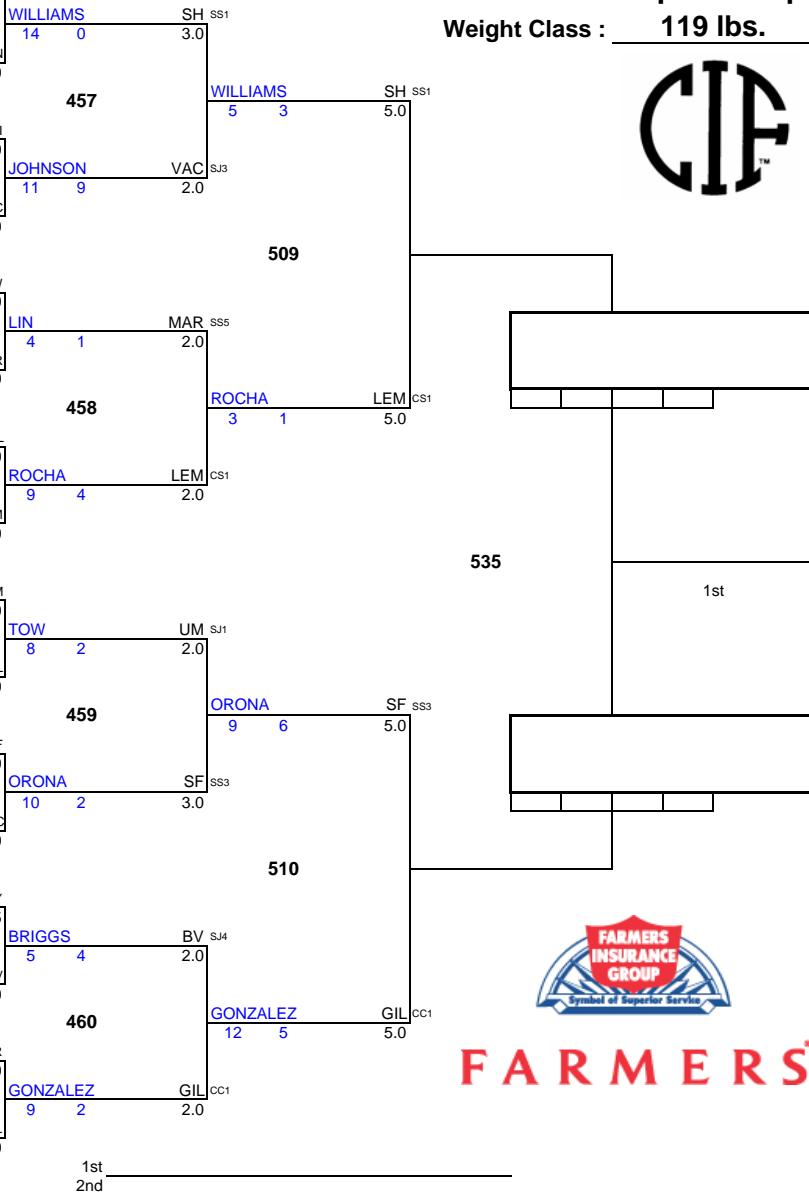 Weight Class : 119 lbs.
CIF
TM
WILLIAMS SH SS1
14 0 3.0
457
WILLIAMS SH SS1
5 3 5.0
JOHNSON VAC SJ3
11 9 2.0
509
LIN MAR SS5
4 1 2.0
458
ROCHA LEM CS1
3 1 5.0
ROCHA LEM CS1
9 4 2.0
535
1st
TOW UM SJ1
8 2 2.0
459
ORONA SF SS3
9 6 5.0
ORONA SF SS3
10 2 3.0
510
BRIGGS BV SJ4
5 4 2.0
460
GONZALEZ GIL CC1
12 5 5.0
GONZALEZ GIL CC1
9 2 2.0
FARMERS
INSURANCE
GROUP
Symbol of Superior Service
FARMERS
1st
2nd